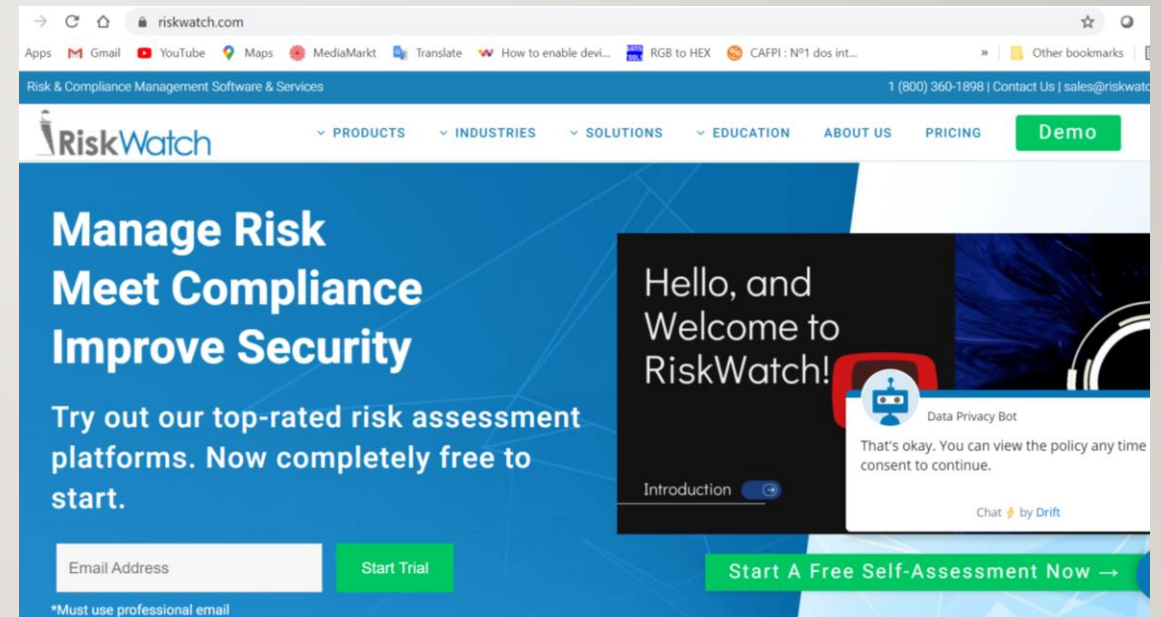 riskwatch.com
Apps Gmail YouTube Maps MediaMarkt Translate How to enable devi... RGB to HEX CAFPI : Nº1 dos int... » Other bookmarks
Risk & Compliance Management Software & Services 1 (800) 360-1898 | Contact Us | sales@riskwatc
RiskWatch PRODUCTS INDUSTRIES SOLUTIONS EDUCATION ABOUT US PRICING Demo
Manage Risk
Meet Compliance
Improve Security
Try out our top-rated risk assessment
platforms. Now completely free to
start.
Email Address Start Trial
*Must use professional email
Hello, and
Welcome to
RiskWatch!
Introduction
Data Privacy Bot
That's okay. You can view the policy any time
consent to continue.
Chat ⚡ by Drift
Start A Free Self-Assessment Now →